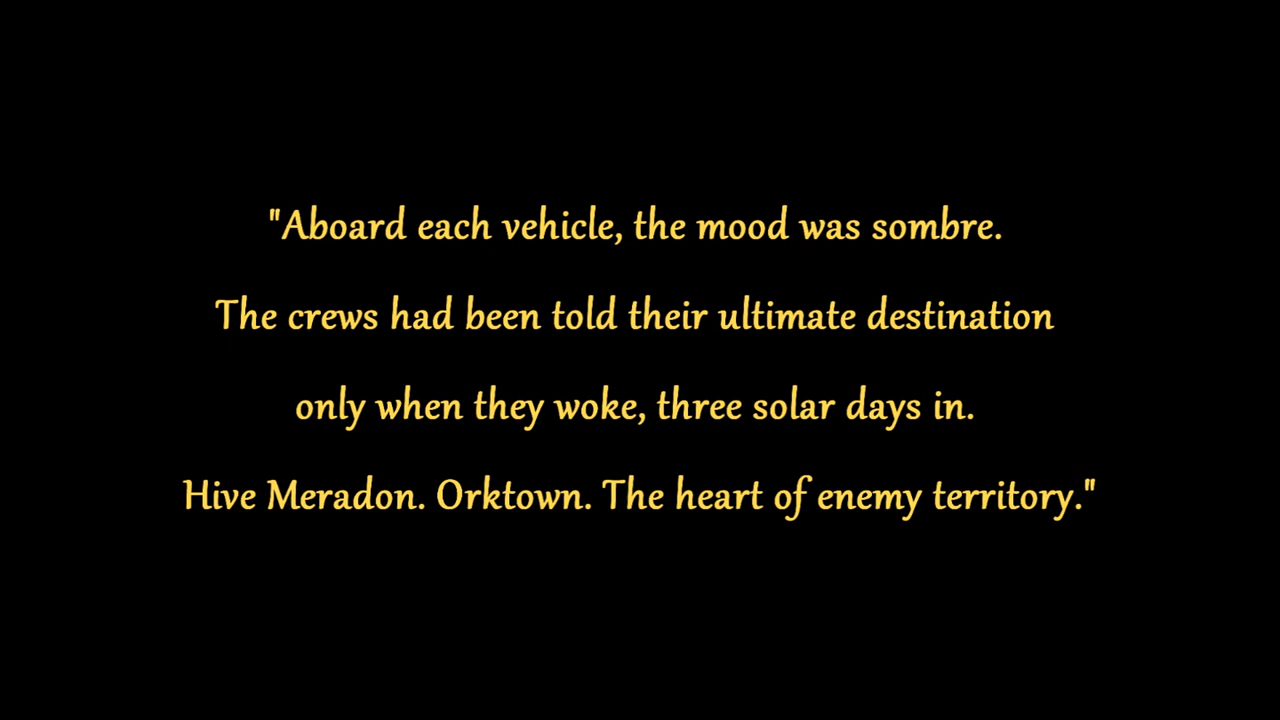 "Aboard each vehicle, the mood was sombre.
The crews had been told their ultimate destination
only when they woke, three solar days in.
Hive Meradon. Orktown. The heart of enemy territory."